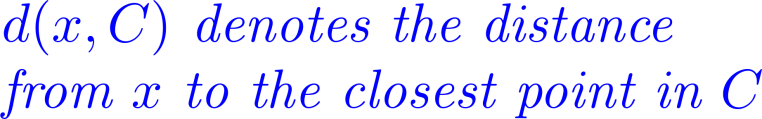 d(x, C) denotes the distance
from x to the closest point in C